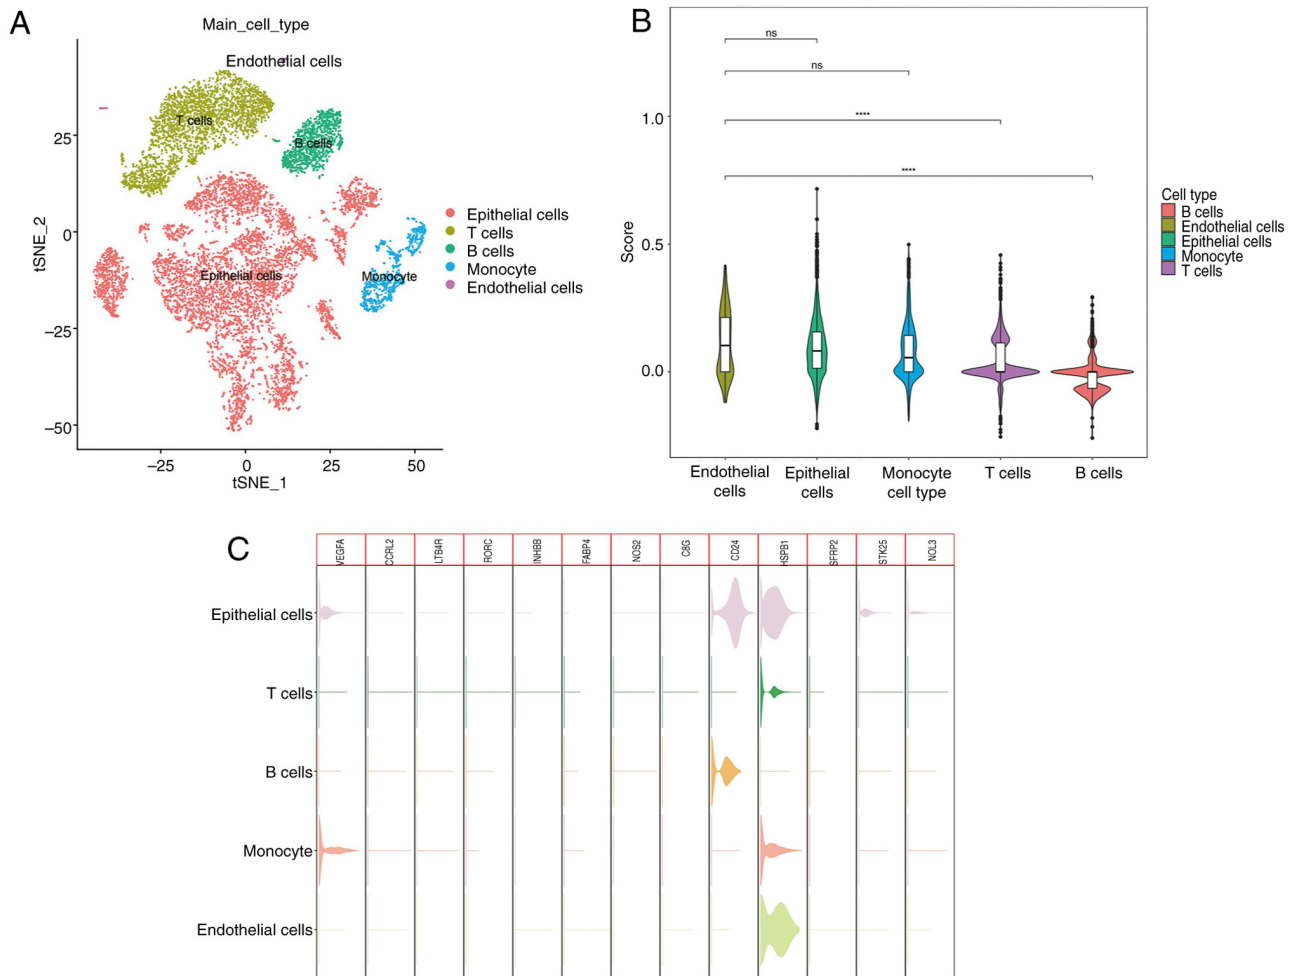 A
Main_cell_type
Endothelial cells
T cells
B cells
Epithelial cells
Monocyte
25
0
−25
−50
tSNE_2
−25
0
25
50
tSNE_1
Epithelial cells
T cells
B cells
Monocyte
Endothelial cells
B
ns
ns
****
****
1.0
0.5
0.0
Score
Endothelial cells
Epithelial cells
Monocyte
T cells
B cells
cell type
Cell type
B cells
Endothelial cells
Epithelial cells
Monocyte
T cells
C
VEGFA
CCRL2
LTB4R
RORC
INHBB
FABP4
NOS2
C8G
CD24
HSPB1
SFRP2
STK25
NOL3
Epithelial cells
T cells
B cells
Monocyte
Endothelial cells